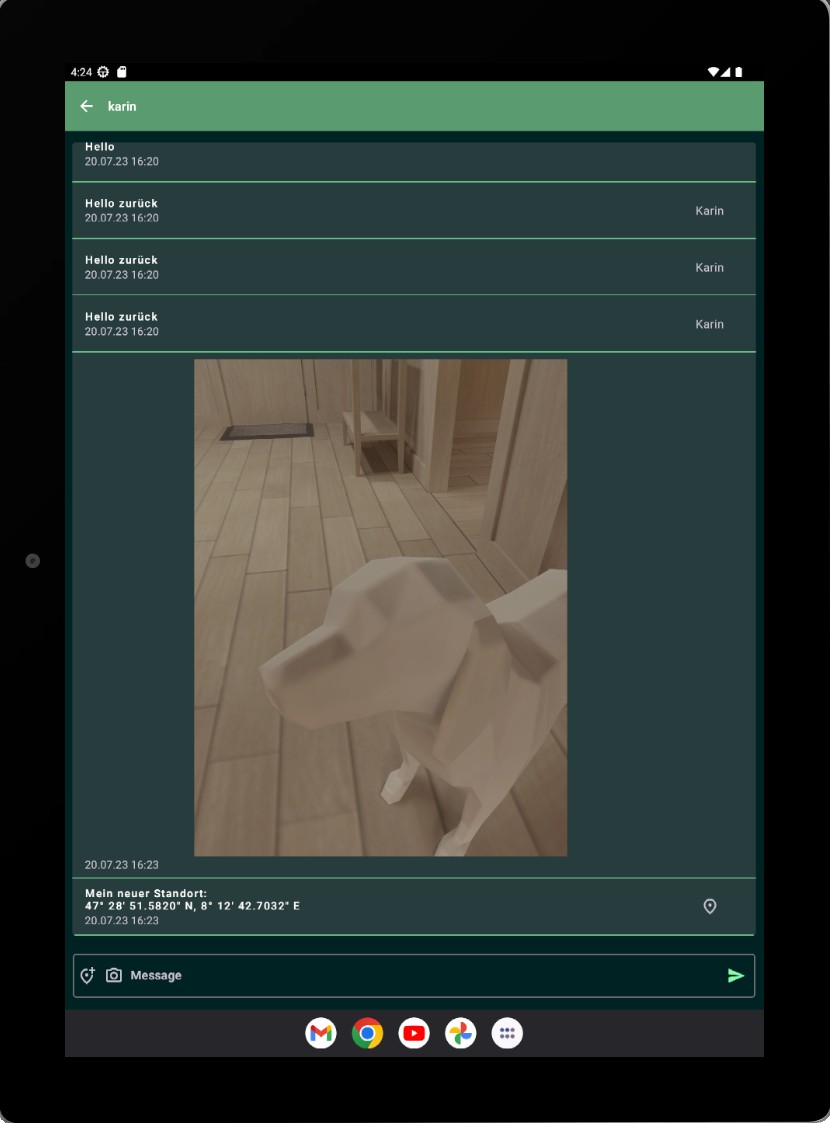 4:24
karin
Hello
20.07.23 16:20
Hello zurück
20.07.23 16:20
Karin
Hello zurück
20.07.23 16:20
Karin
Hello zurück
20.07.23 16:20
Karin
20.07.23 16:23
Mein neuer Standort:
47° 28' 51.5820" N, 8° 12' 42.7032" E
20.07.23 16:23
Message